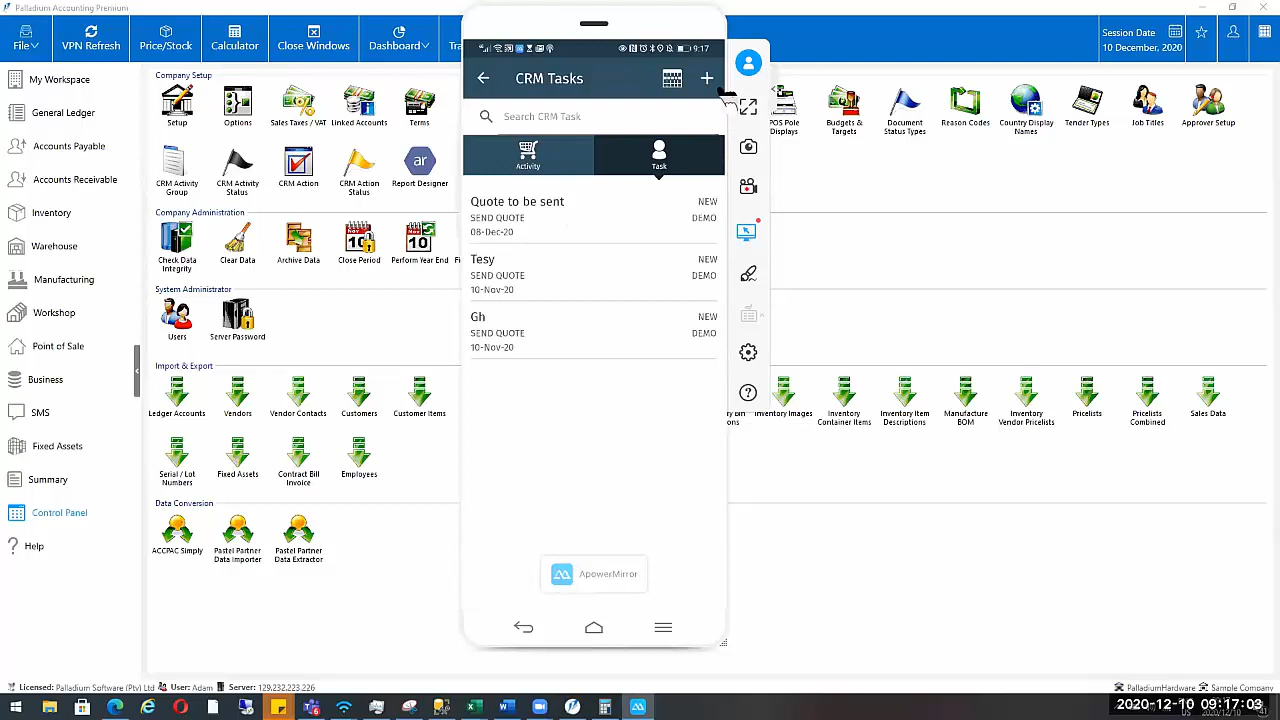 Palladium Accounting Premium
File
VPN Refresh
Price/Stock
Calculator
Close Windows
Dashboard
Session Date
10 December, 2020
My Workspace
General Ledger
Accounts Payable
Accounts Receivable
Inventory
Warehouse
Manufacturing
Workshop
Point of Sale
Business
SMS
Fixed Assets
Summary
Control Panel
Help
Company Setup
Setup
Options
Sales Taxes / VAT
Linked Accounts
Terms
POS Pole
Displays
Budgets &
Targets
Document
Status Types
Reason Codes
Country Display
Names
Tender Types
Job Titles
Approver Setup
CRM Activity
Group
CRM Activity
Status
CRM Action
CRM Action
Status
ar
Report Designer
Company Administration
Check Data
Integrity
Clear Data
Archive Data
10
Close Period
10
Perform Year End
System Administrator
Users
Server Password
Import & Export
Ledger Accounts
Vendors
Vendor Contacts
Customers
Customer Items
Inventory Images
Inventory
Container Items
Inventory Item
Descriptions
Manufacture
BOM
Inventory
Vendor Pricelists
Pricelists
Pricelists
Combined
Sales Data
Serial / Lot
Numbers
Fixed Assets
Contract Bill
Invoice
Employees
Data Conversion
ACCPAC Simply
Pastel Partner
Data Importer
Pastel Partner
Data Extractor
9:17
CRM Tasks
Search CRM Task
Activity
Task
Quote to be sent NEW
SEND QUOTE DEMO
08-Dec-20
Tesy NEW
SEND QUOTE DEMO
10-Nov-20
Gh NEW
SEND QUOTE DEMO
10-Nov-20
ApowerMirror
Licensed: Palladium Software (Pty) Ltd User: Adam Server: 129.232.223.226
PalladiumHardware Sample Company
2020-12-10 09:17:03